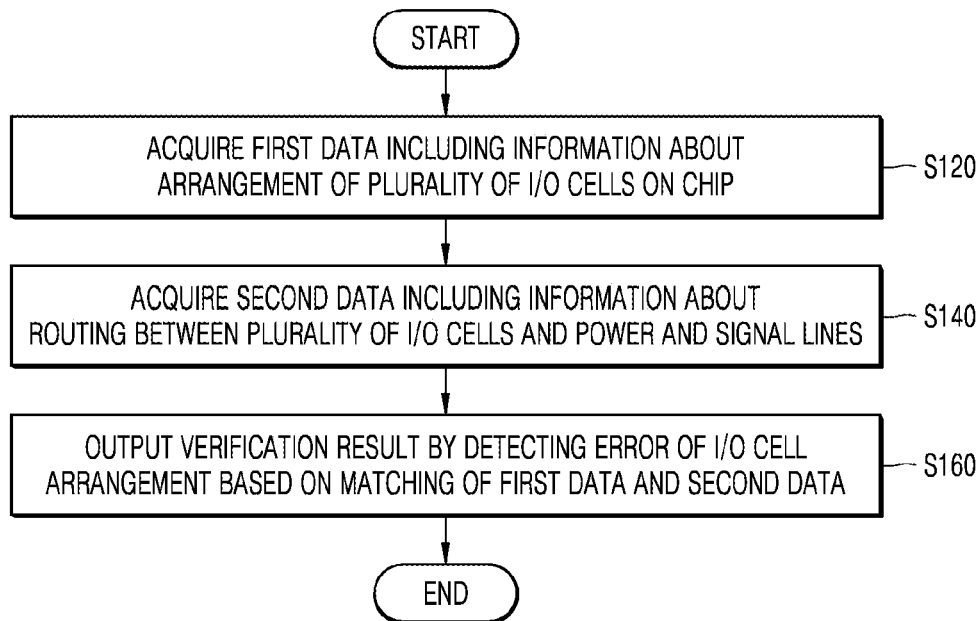 START
ACQUIRE FIRST DATA INCLUDING INFORMATION ABOUT
ARRANGEMENT OF PLURALITY OF I/O CELLS ON CHIP
S120
ACQUIRE SECOND DATA INCLUDING INFORMATION ABOUT
ROUTING BETWEEN PLURALITY OF I/O CELLS AND POWER AND SIGNAL LINES
S140
OUTPUT VERIFICATION RESULT BY DETECTING ERROR OF I/O CELL
ARRANGEMENT BASED ON MATCHING OF FIRST DATA AND SECOND DATA
S160
END